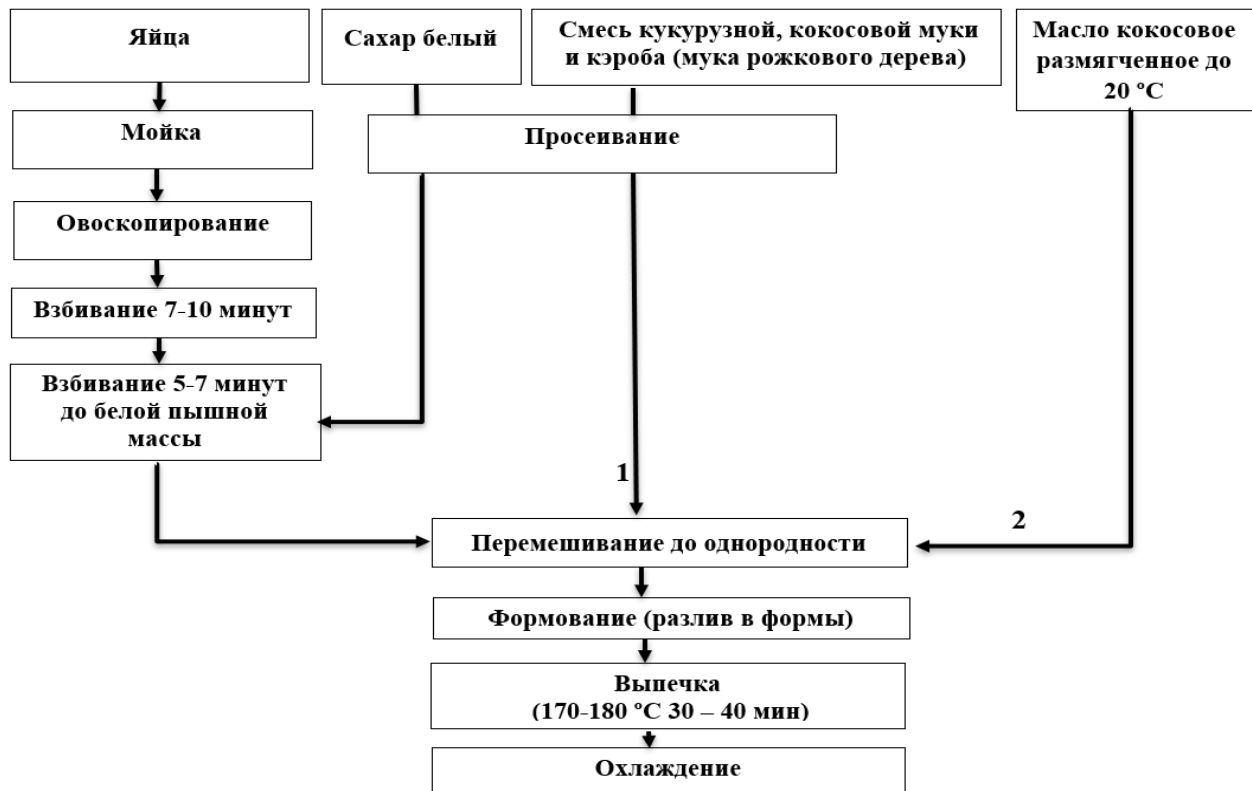 Яйца
Сахар белый
Смесь кукурузной, кокосовой муки
и кэроба (мука рожкового дерева)
Масло кокосовое
размягченное до
20 °С
Мойка
Просеивание
Овоскопирование
Взбивание 7-10 минут
Взбивание 5-7 минут
до белой пышной
массы
1
2
Перемешивание до однородности
Формование (разлив в формы)
Выпечка
(170-180 °С 30 – 40 мин)
Охлаждение